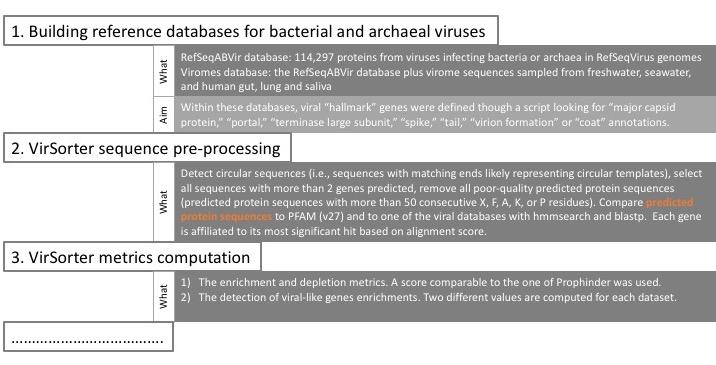 1. Building reference databases for bacterial and archaeal viruses
What
RefSeqABVir database: 114,297 proteins from viruses infecting bacteria or archaea in RefSeqVirus genomes
Viromes database: the RefSeqABVir database plus virome sequences sampled from freshwater, seawater,
and human gut, lung and saliva
Aim
Within these databases, viral “hallmark” genes were defined though a script looking for “major capsid
protein,” “portal,” “terminase large subunit,” “spike,” “tail,” “virion formation” or “coat” annotations.
2. VirSorter sequence pre-processing
What
Detect circular sequences (i.e., sequences with matching ends likely representing circular templates), select
all sequences with more than 2 genes predicted, remove all poor-quality predicted protein sequences
(predicted protein sequences with more than 50 consecutive X, F, A, K, or P residues). Compare predicted
protein sequences to PFAM (v27) and to one of the viral databases with hmmsearch and blastp.  Each gene
is affiliated to its most significant hit based on alignment score.
3. VirSorter metrics computation
What
1) The enrichment and depletion metrics. A score comparable to the one of Prophinder was used.
2) The detection of viral-like genes enrichments. Two different values are computed for each dataset.
……………………………….